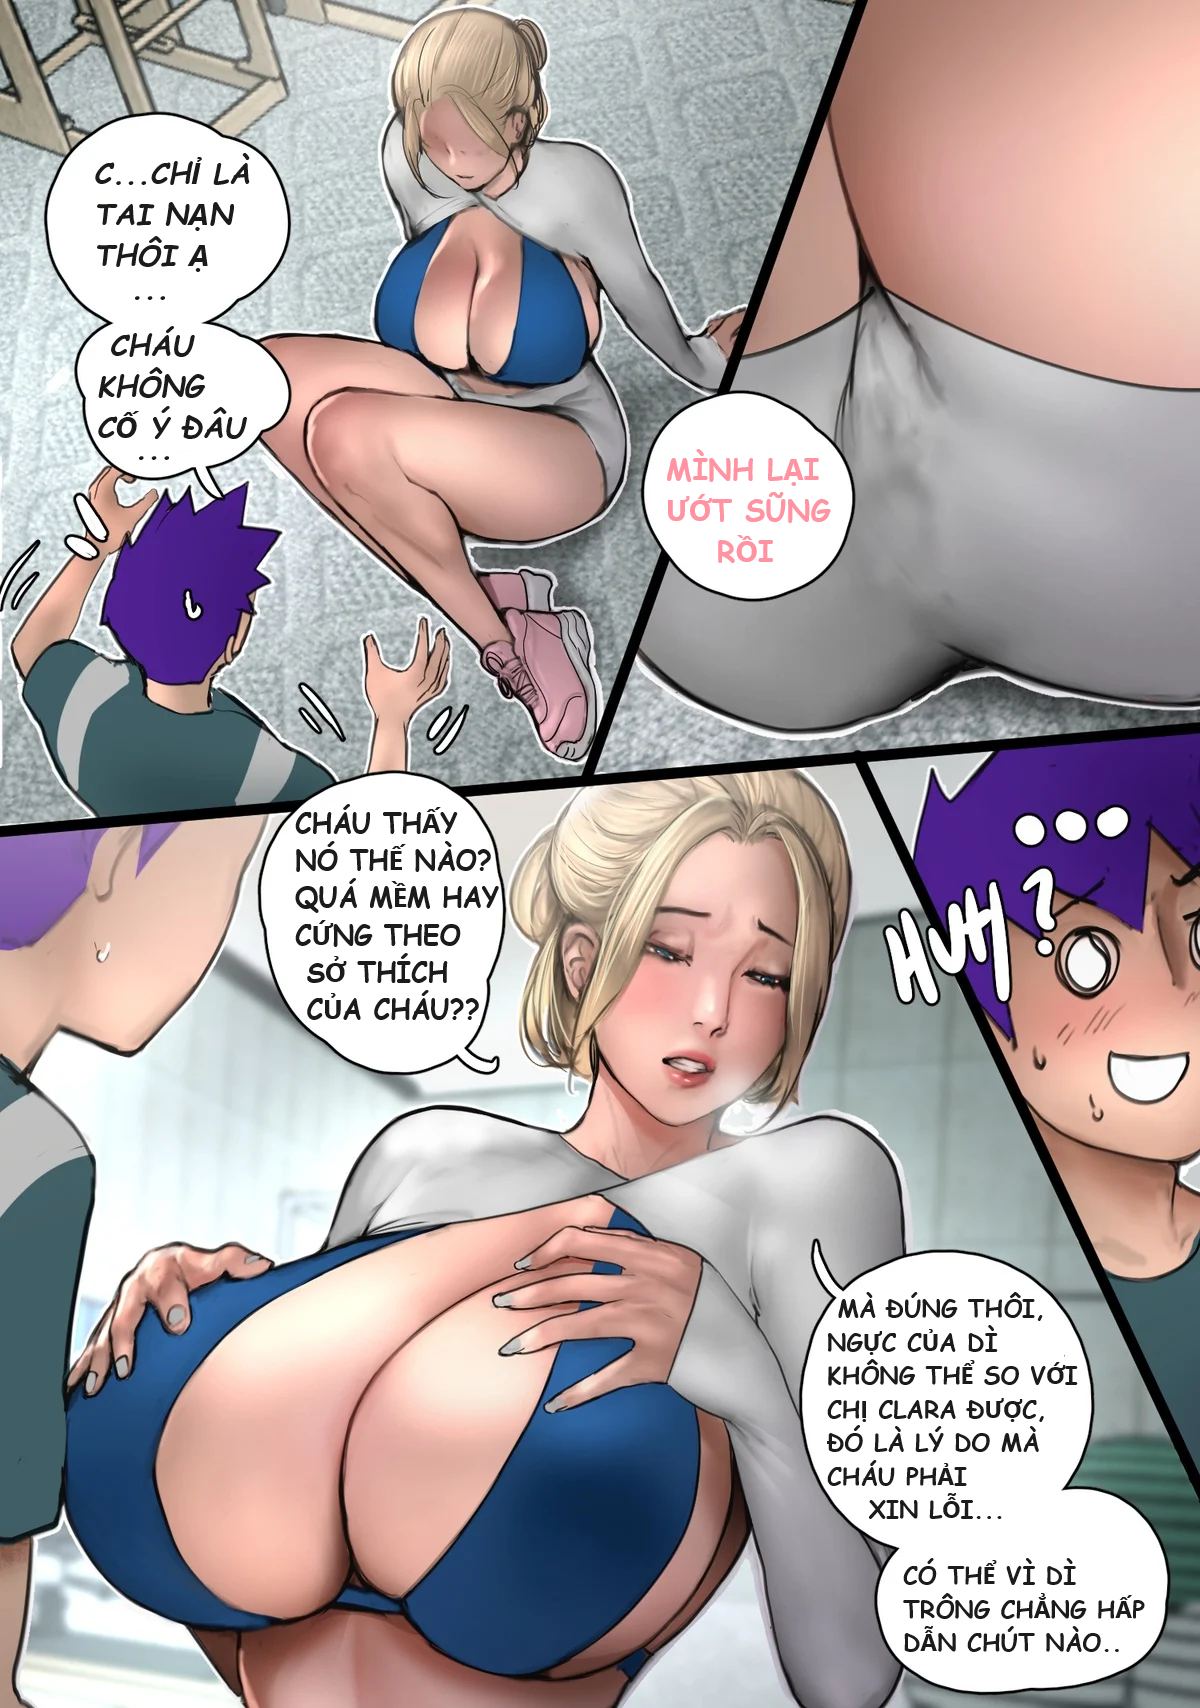 C...CHỈ LÀ
TAI NẠN
THÔI Ạ
...
CHÁU
KHÔNG
CỐ Ý ĐÂU
...
MÌNH LẠI
ƯỚT SŨNG
RỒI
CHÁU THẤY
NÓ THẾ NÀO?
QUÁ MỀM HAY
CỨNG THEO
SỞ THÍCH
CỦA CHÁU??
...
HUH?
MÀ ĐÚNG THÔI,
NGỰC CỦA DÌ
KHÔNG THỂ SO VỚI
CHỊ CLARA ĐƯỢC,
ĐÓ LÀ LÝ DO MÀ
CHÁU PHẢI
XIN LỖI...
CÓ THỂ VÌ DÌ
TRÔNG CHẲNG HẤP
DẪN CHÚT NÀO..